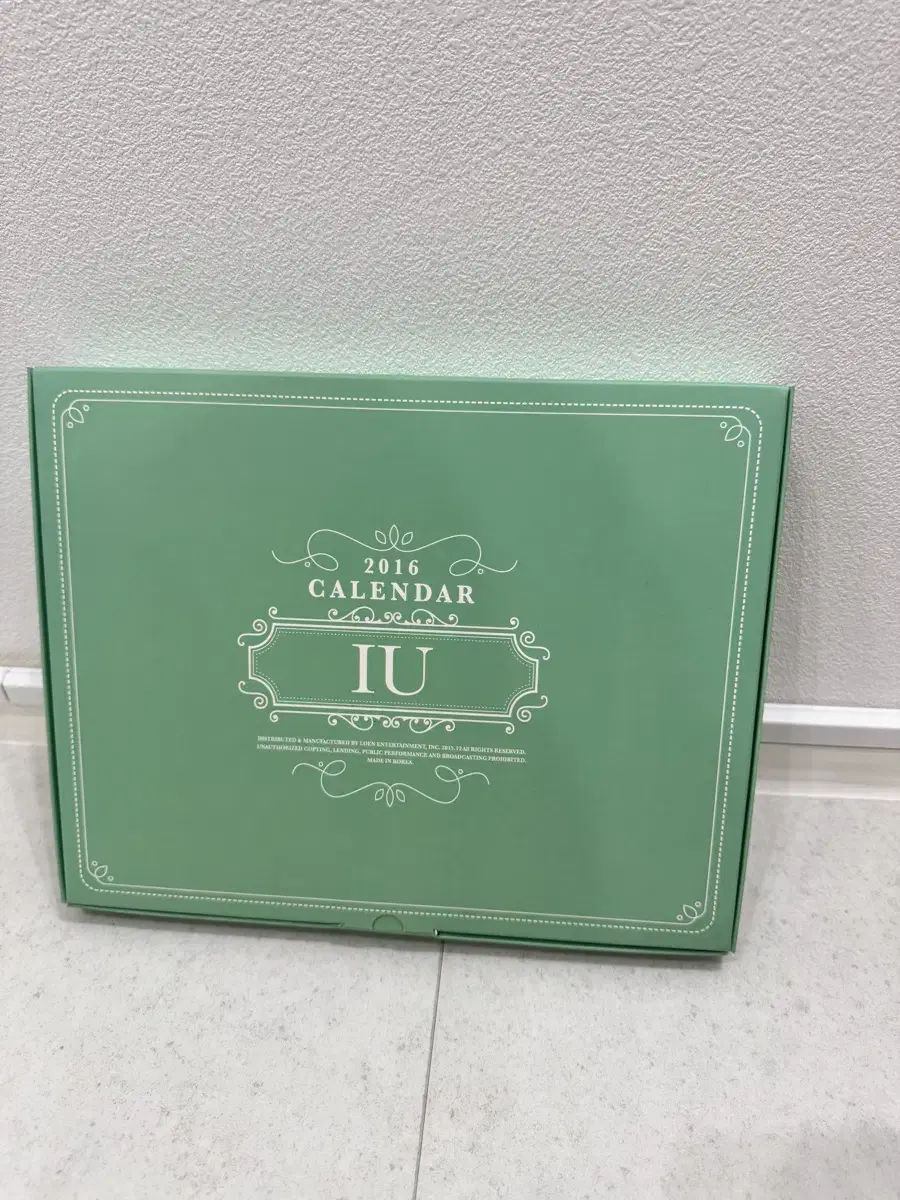 2016
CALENDAR
IU
DISTRIBUTED & MANUFACTURED BY LOEN ENTERTAINMENT, INC. 2015.12 All RIGHTS RESERVED.
UNAUTHORIZED COPYING, LENDING, PUBLIC PERFORMANCE AND BROADCASTING PROHIBITED.
MADE IN KOREA